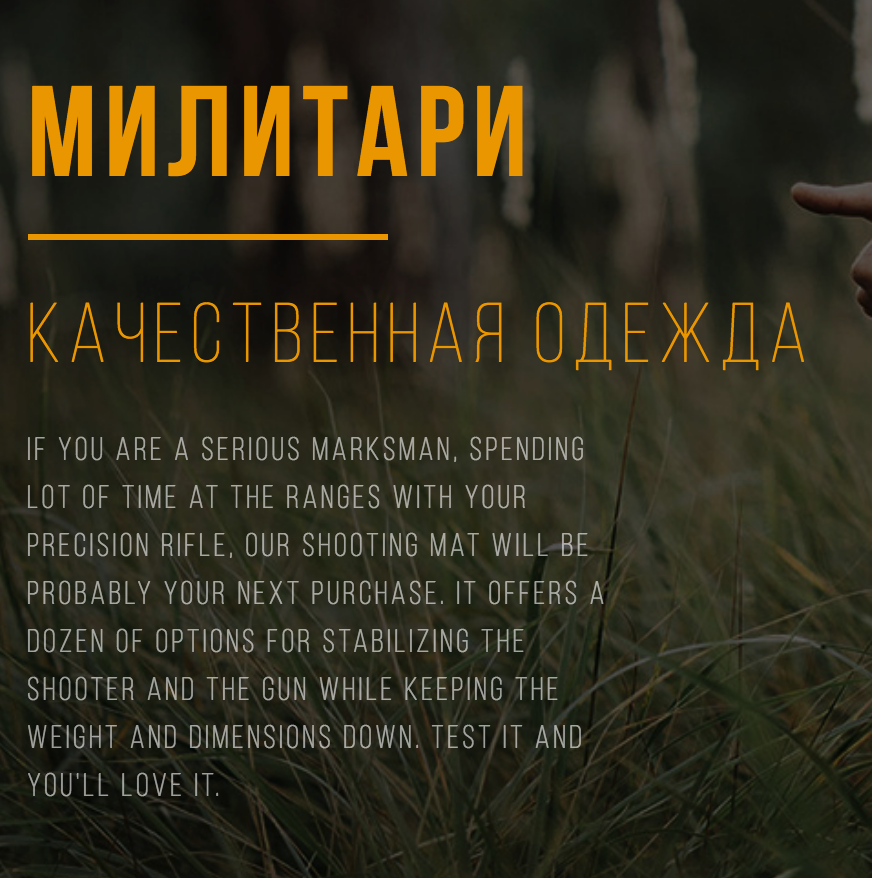 МИЛИТАРИ
КАЧЕСТВЕННАЯ ОДЕЖДА
IF YOU ARE A SERIOUS MARKSMAN, SPENDING
LOT OF TIME AT THE RANGES WITH YOUR
PRECISION RIFLE, OUR SHOOTING MAT WILL BE
PROBABLY YOUR NEXT PURCHASE. IT OFFERS A
DOZEN OF OPTIONS FOR STABILIZING THE
SHOOTER AND THE GUN WHILE KEEPING THE
WEIGHT AND DIMENSIONS DOWN. TEST IT AND
YOU'LL LOVE IT.